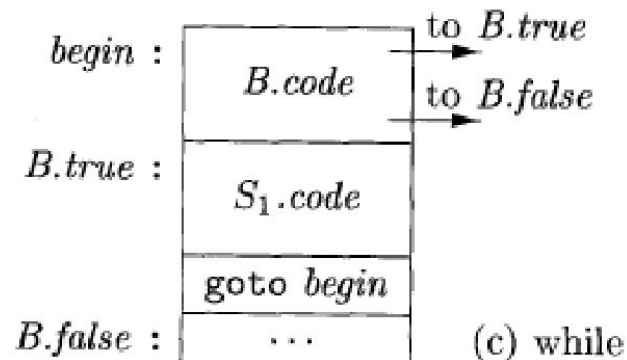 to B.true
begin :
B.code
to B.false
B.true :
S₁.code
goto begin
B.false : ... (c) while